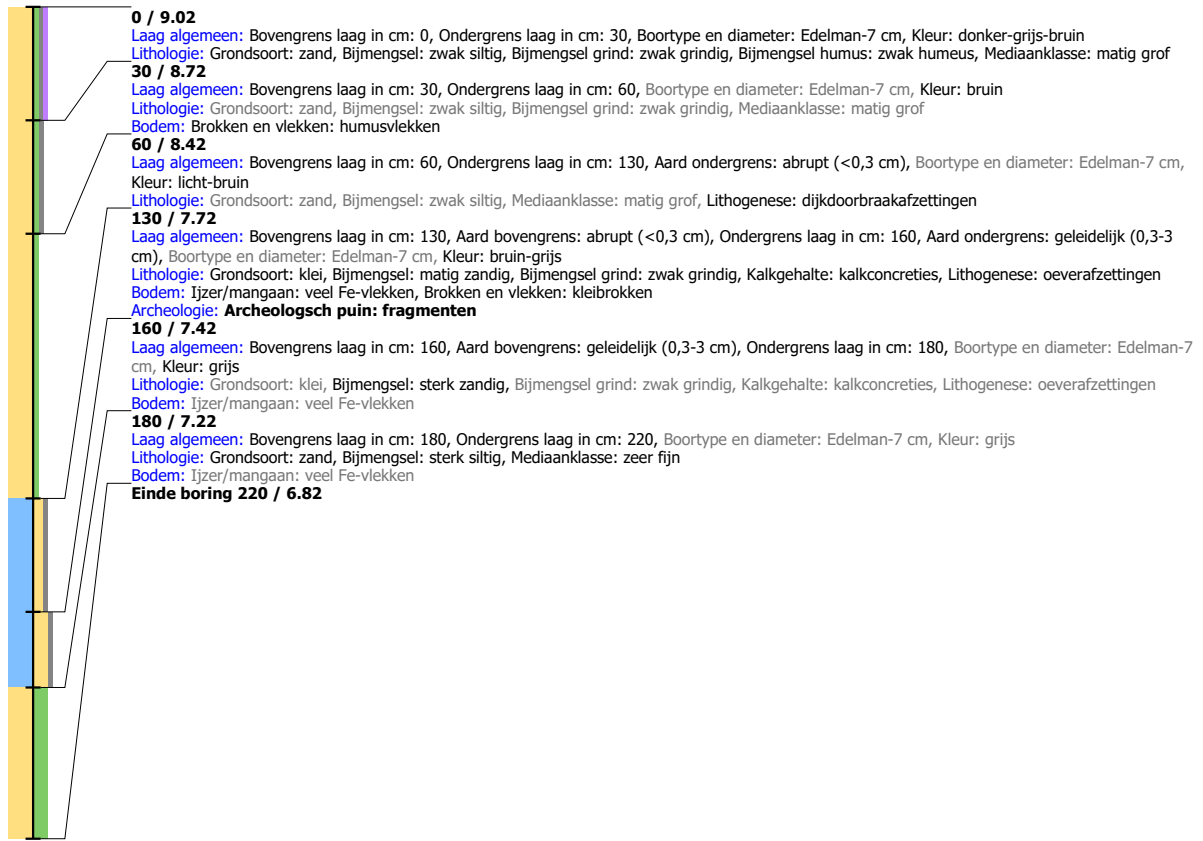 0 / 9.02
Laag algemeen: Bovengrens laag in cm: 0, Ondergrens laag in cm: 30, Boortype en diameter: Edelman-7 cm, Kleur: donker-grijs-bruin
Lithologie: Grondsoort: zand, Bijmengsel: zwak siltig, Bijmengsel grind: zwak grindig, Bijmengsel humus: zwak humeus, Mediaanklasse: matig grof
30 / 8.72
Laag algemeen: Bovengrens laag in cm: 30, Ondergrens laag in cm: 60, Boortype en diameter: Edelman-7 cm, Kleur: bruin
Lithologie: Grondsoort: zand, Bijmengsel: zwak siltig, Bijmengsel grind: zwak grindig, Mediaanklasse: matig grof
Bodem: Brokken en vlekken: humusvlekken
60 / 8.42
Laag algemeen: Bovengrens laag in cm: 60, Ondergrens laag in cm: 130, Aard ondergrens: abrupt (<0,3 cm), Boortype en diameter: Edelman-7 cm,
Kleur: licht-bruin
Lithologie: Grondsoort: zand, Bijmengsel: zwak siltig, Mediaanklasse: matig grof, Lithogenese: dijkdoorbraakafzettingen
130 / 7.72
Laag algemeen: Bovengrens laag in cm: 130, Aard bovengrens: abrupt (<0,3 cm), Ondergrens laag in cm: 160, Aard ondergrens: geleidelijk (0,3-3
cm), Boortype en diameter: Edelman-7 cm, Kleur: bruin-grijs
Lithologie: Grondsoort: klei, Bijmengsel: matig zandig, Bijmengsel grind: zwak grindig, Kalkgehalte: kalkconcreties, Lithogenese: oeverafzettingen
Bodem: Ijzer/mangaan: veel Fe-vlekken, Brokken en vlekken: kleibrokken
Archeologie: Archeologsch puin: fragmenten
160 / 7.42
Laag algemeen: Bovengrens laag in cm: 160, Aard bovengrens: geleidelijk (0,3-3 cm), Ondergrens laag in cm: 180, Boortype en diameter: Edelman-7
cm, Kleur: grijs
Lithologie: Grondsoort: klei, Bijmengsel: sterk zandig, Bijmengsel grind: zwak grindig, Kalkgehalte: kalkconcreties, Lithogenese: oeverafzettingen
Bodem: Ijzer/mangaan: veel Fe-vlekken
180 / 7.22
Laag algemeen: Bovengrens laag in cm: 180, Ondergrens laag in cm: 220, Boortype en diameter: Edelman-7 cm, Kleur: grijs
Lithologie: Grondsoort: zand, Bijmengsel: sterk siltig, Mediaanklasse: zeer fijn
Bodem: Ijzer/mangaan: veel Fe-vlekken
Einde boring 220 / 6.82